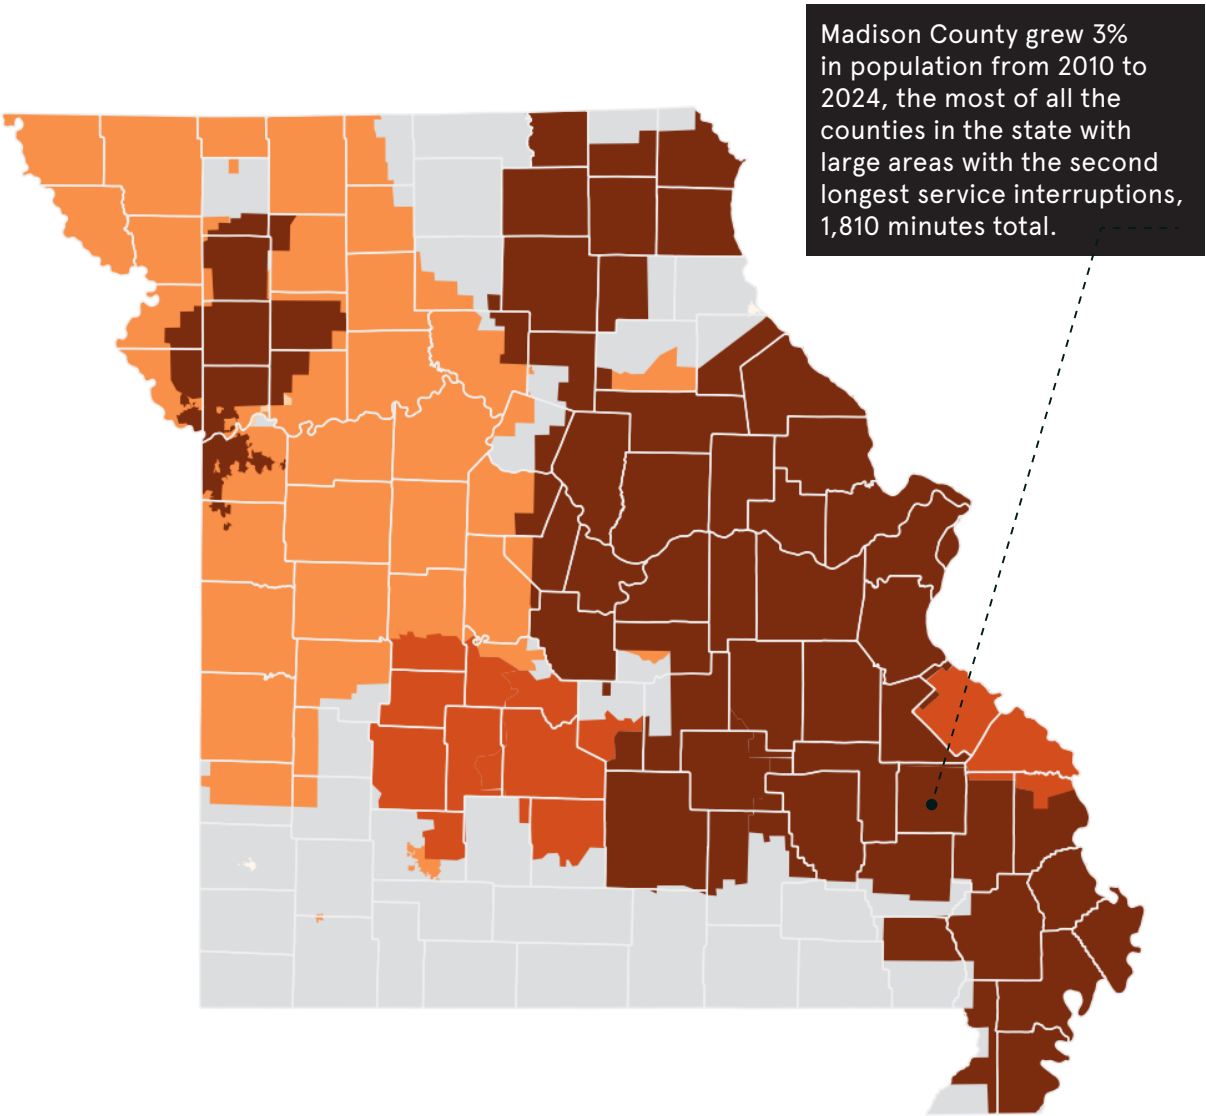 Madison County grew 3%
in population from 2010 to
2024, the most of all the
counties in the state with
large areas with the second
longest service interruptions,
1,810 minutes total.